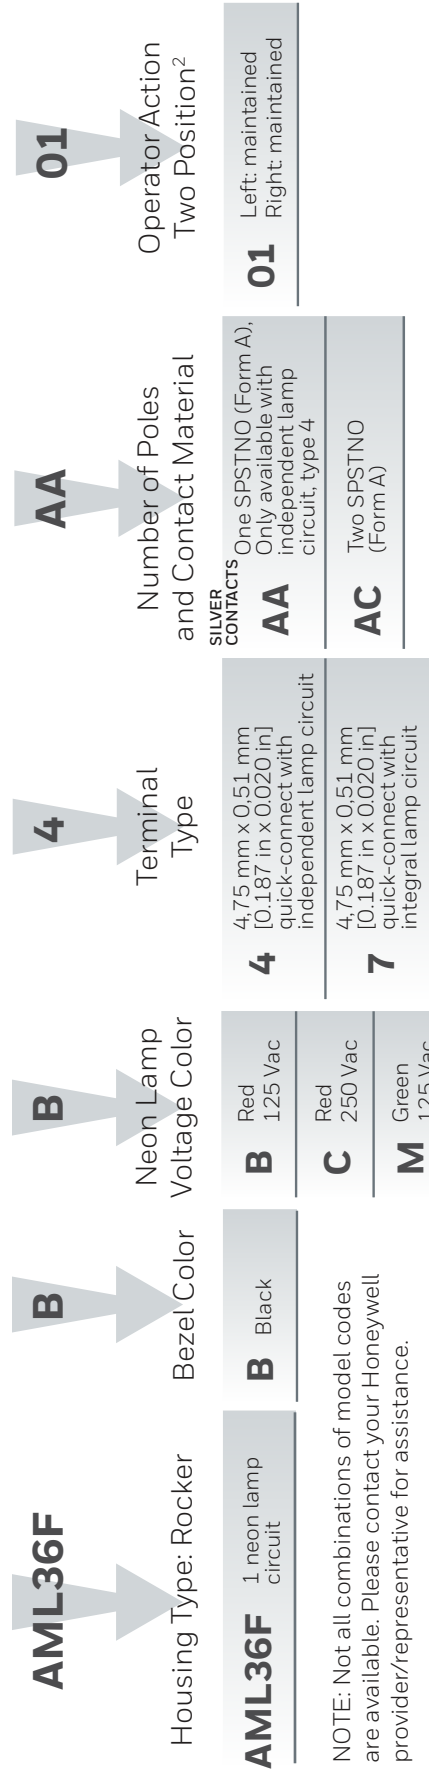 AML36F
Housing Type: Rocker
AML36F
1 neon lamp
circuit
B
Bezel Color
B
Black
B
Neon Lamp
Voltage Color
B
Red
125 Vac
C
Red
250 Vac
M
Green
125 Vac
4
Terminal
Type
4
4,75 mm x 0,51 mm
[0.187 in x 0.020 in]
quick-connect with
independent lamp circuit
7
4,75 mm x 0,51 mm
[0.187 in x 0.020 in]
quick-connect with
integral lamp circuit
AA
Number of Poles
and Contact Material
SILVER
CONTACTS
AA
One SPSTNO (Form A),
Only available with
independent lamp
circuit, type 4
AC
Two SPSTNO
(Form A)
01
Operator Action
Two Position²
01
Left: maintained
Right: maintained
NOTE: Not all combinations of model codes
are available. Please contact your Honeywell
provider/representative for assistance.